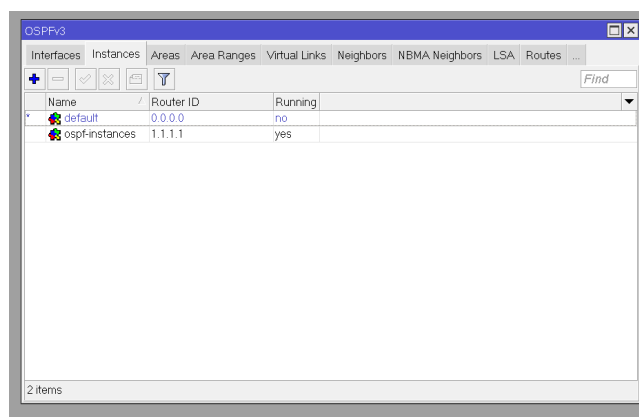 OSPFv3
Interfaces Instances Areas Area Ranges Virtual Links Neighbors NBMA Neighbors LSA Routes ...
Find
Name / Router ID Running
* default 0.0.0.0 no
ospf-instances 1.1.1.1 yes
2 items